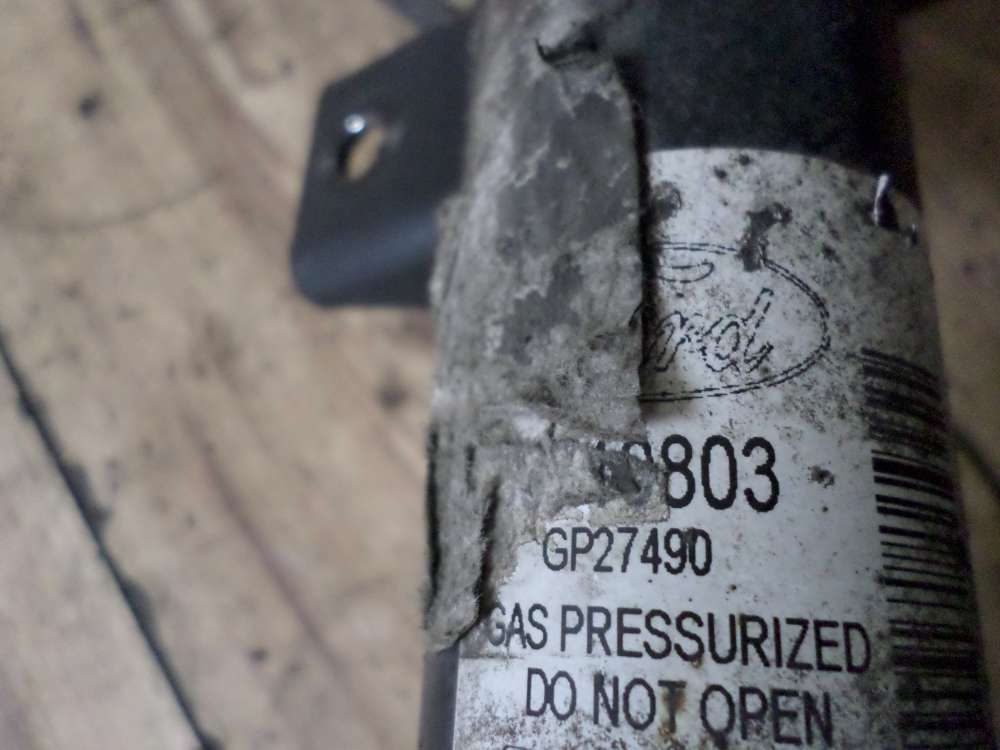 Ford
803
GP27490
GAS PRESSURIZED
DO NOT OPEN